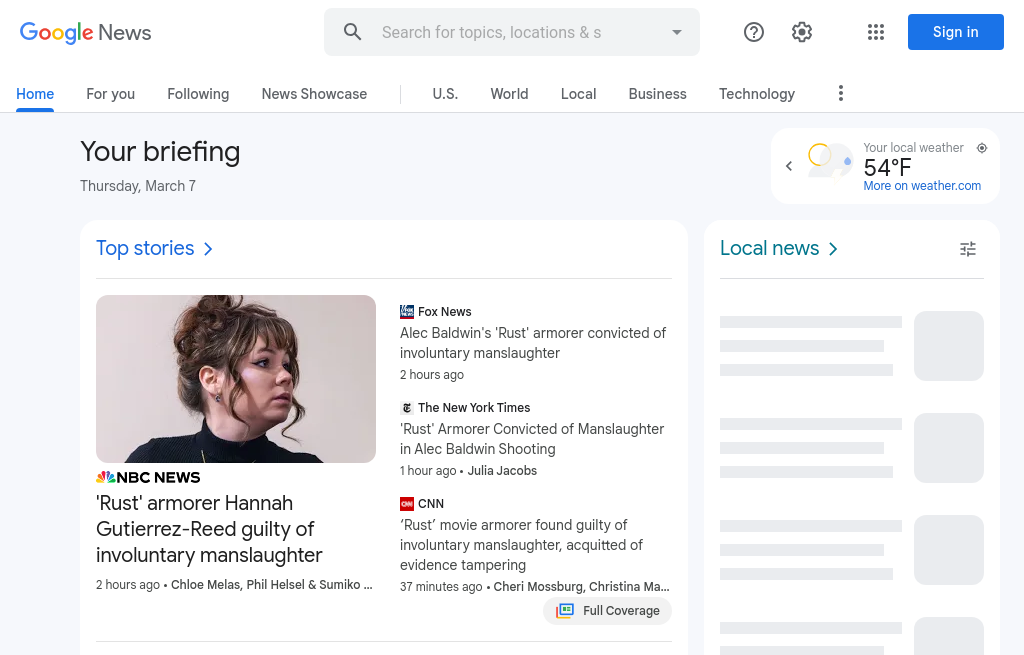 Google News
Search for topics, locations & s
Sign in
Home
For you
Following
News Showcase
U.S.
World
Local
Business
Technology
Your briefing
Thursday, March 7
Your local weather
54°F
More on weather.com
Top stories
NBC NEWS
'Rust' armorer Hannah
Gutierrez-Reed guilty of
involuntary manslaughter
2 hours ago • Chloe Melas, Phil Helsel & Sumiko ...
Fox News
Alec Baldwin's 'Rust' armorer convicted of
involuntary manslaughter
2 hours ago
The New York Times
'Rust' Armorer Convicted of Manslaughter
in Alec Baldwin Shooting
1 hour ago • Julia Jacobs
CNN
‘Rust’ movie armorer found guilty of
involuntary manslaughter, acquitted of
evidence tampering
37 minutes ago • Cheri Mossburg, Christina Ma...
Full Coverage
Local news